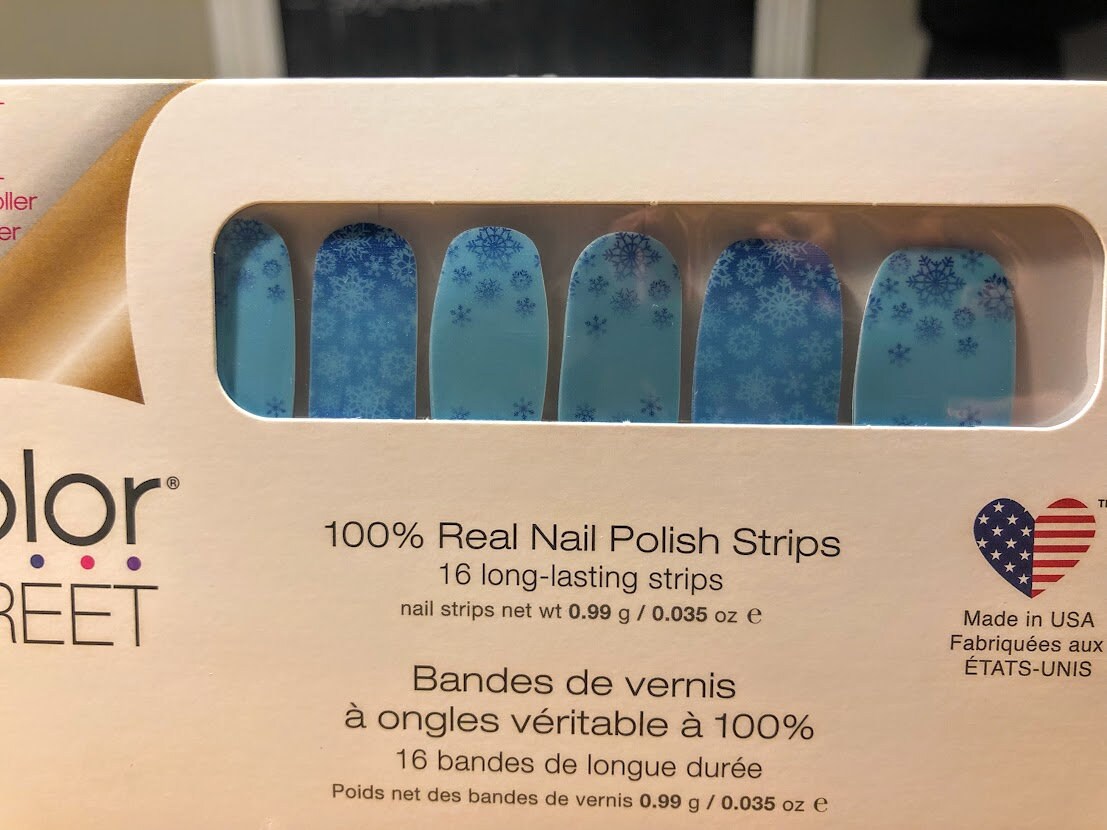 oller
er
olor®
REET
100% Real Nail Polish Strips
16 long-lasting strips
nail strips net wt 0.99 g / 0.035 oz ℮
Bandes de vernis
à ongles véritable à 100%
16 bandes de longue durée
Poids net des bandes de vernis 0.99 g / 0.035 oz ℮
Made in USA
Fabriquées aux
ÉTATS-UNIS